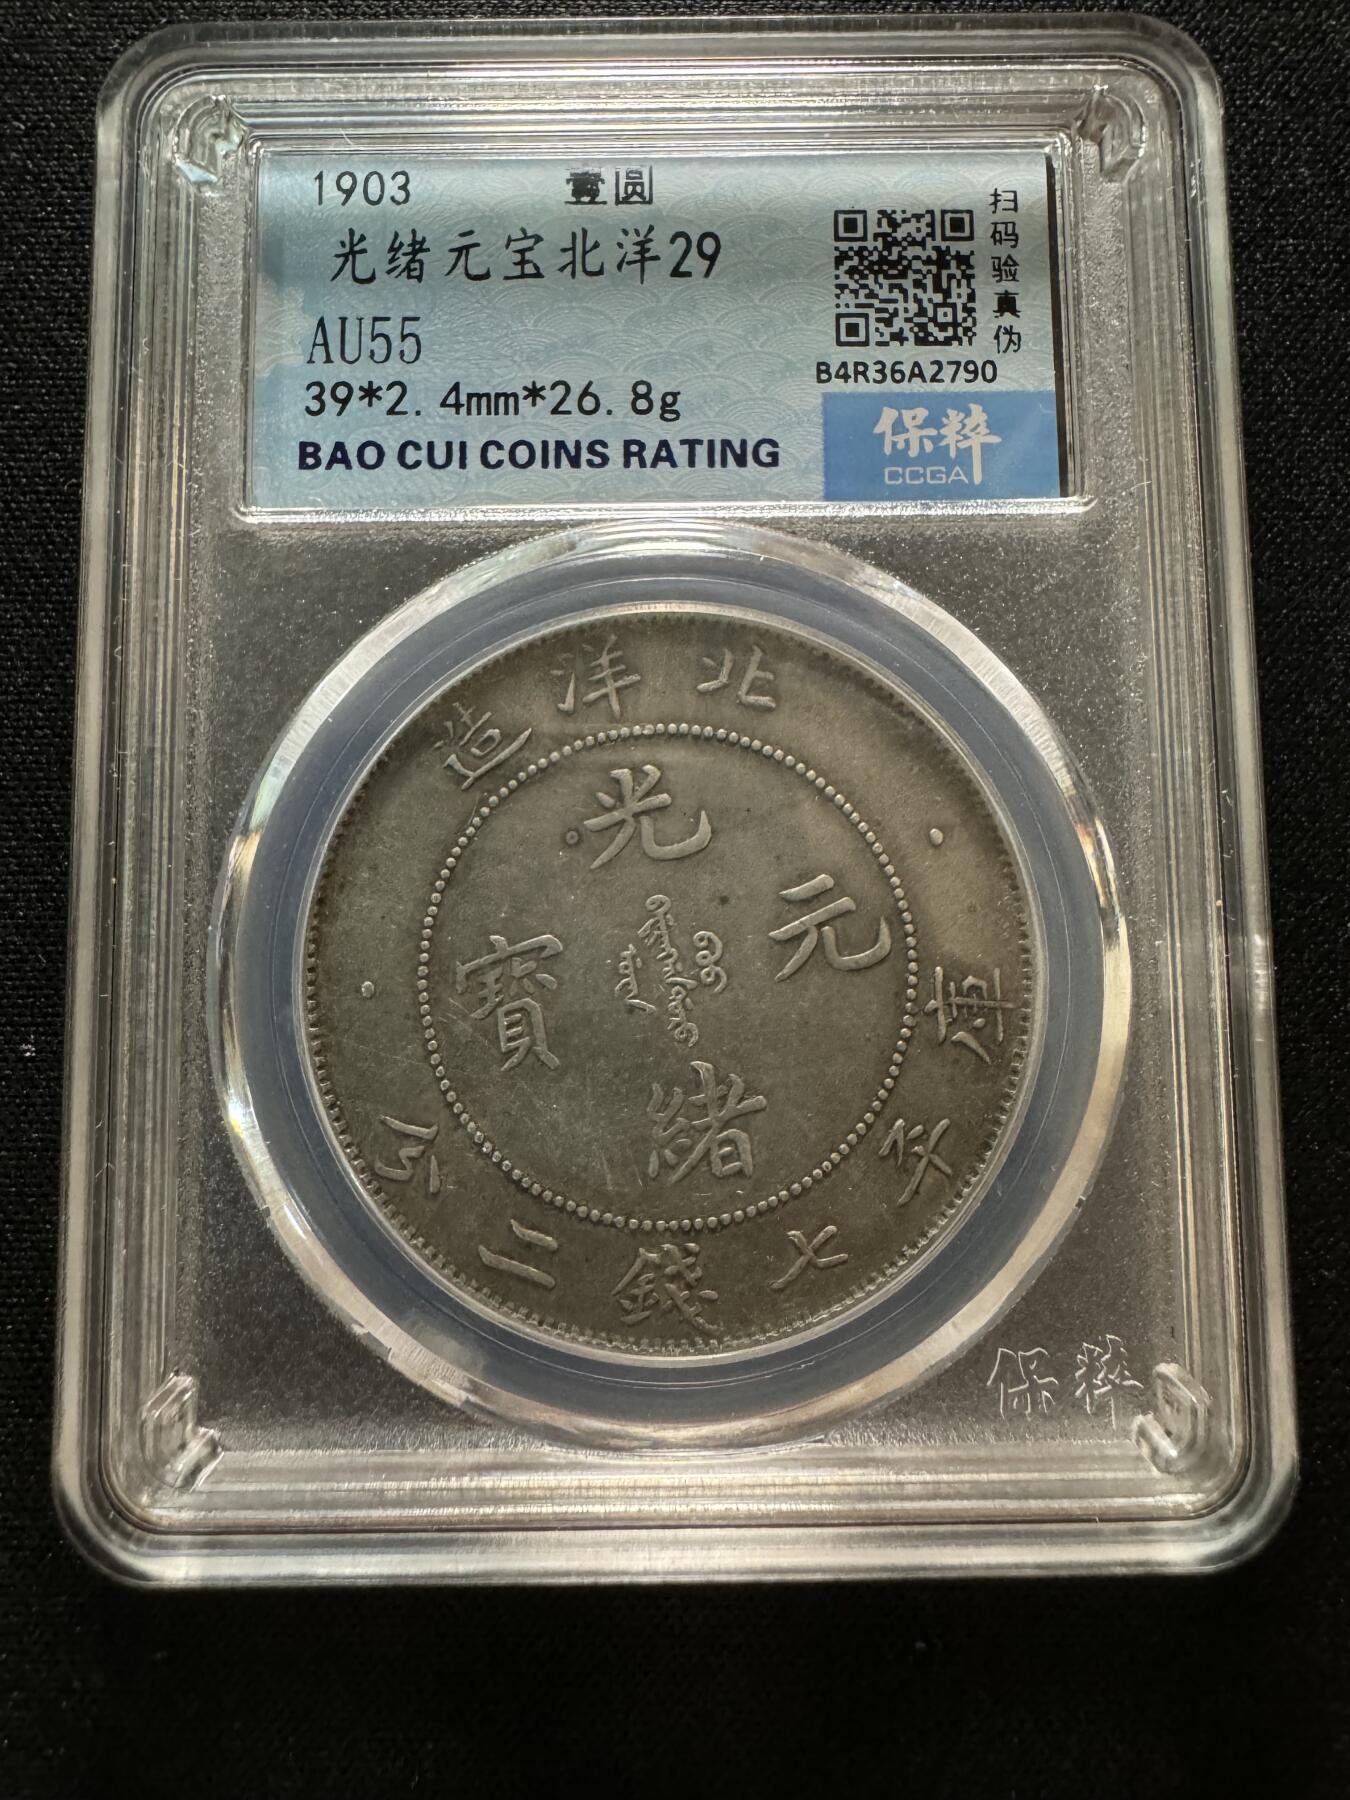 1903 壹圆
光绪元宝北洋29
AU55
39*2.4mm*26.8g
BAO CUI COINS RATING
扫码验真伪
B4R36A2790
保粹
CCGA
造洋北
光緒元寶
庫平七錢二分
保粹